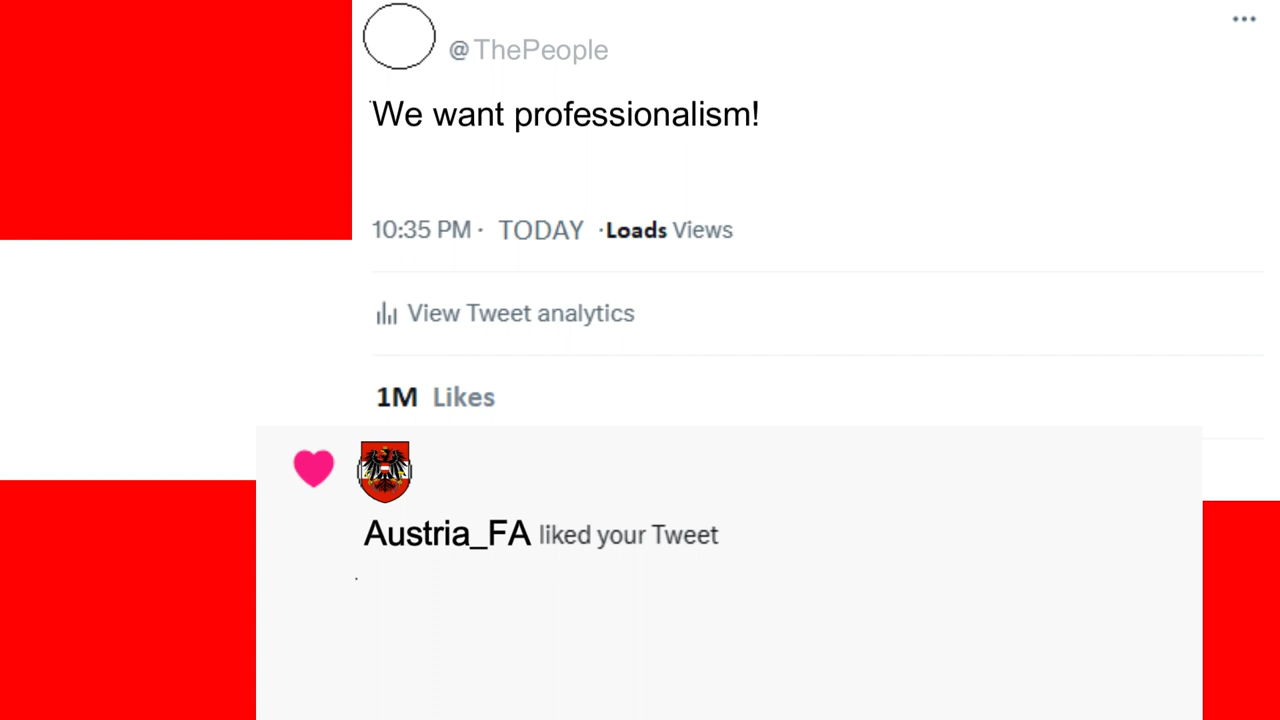 @ThePeople
We want professionalism!
10:35 PM · TODAY ·Loads Views
View Tweet analytics
1M Likes
Austria_FA liked your Tweet